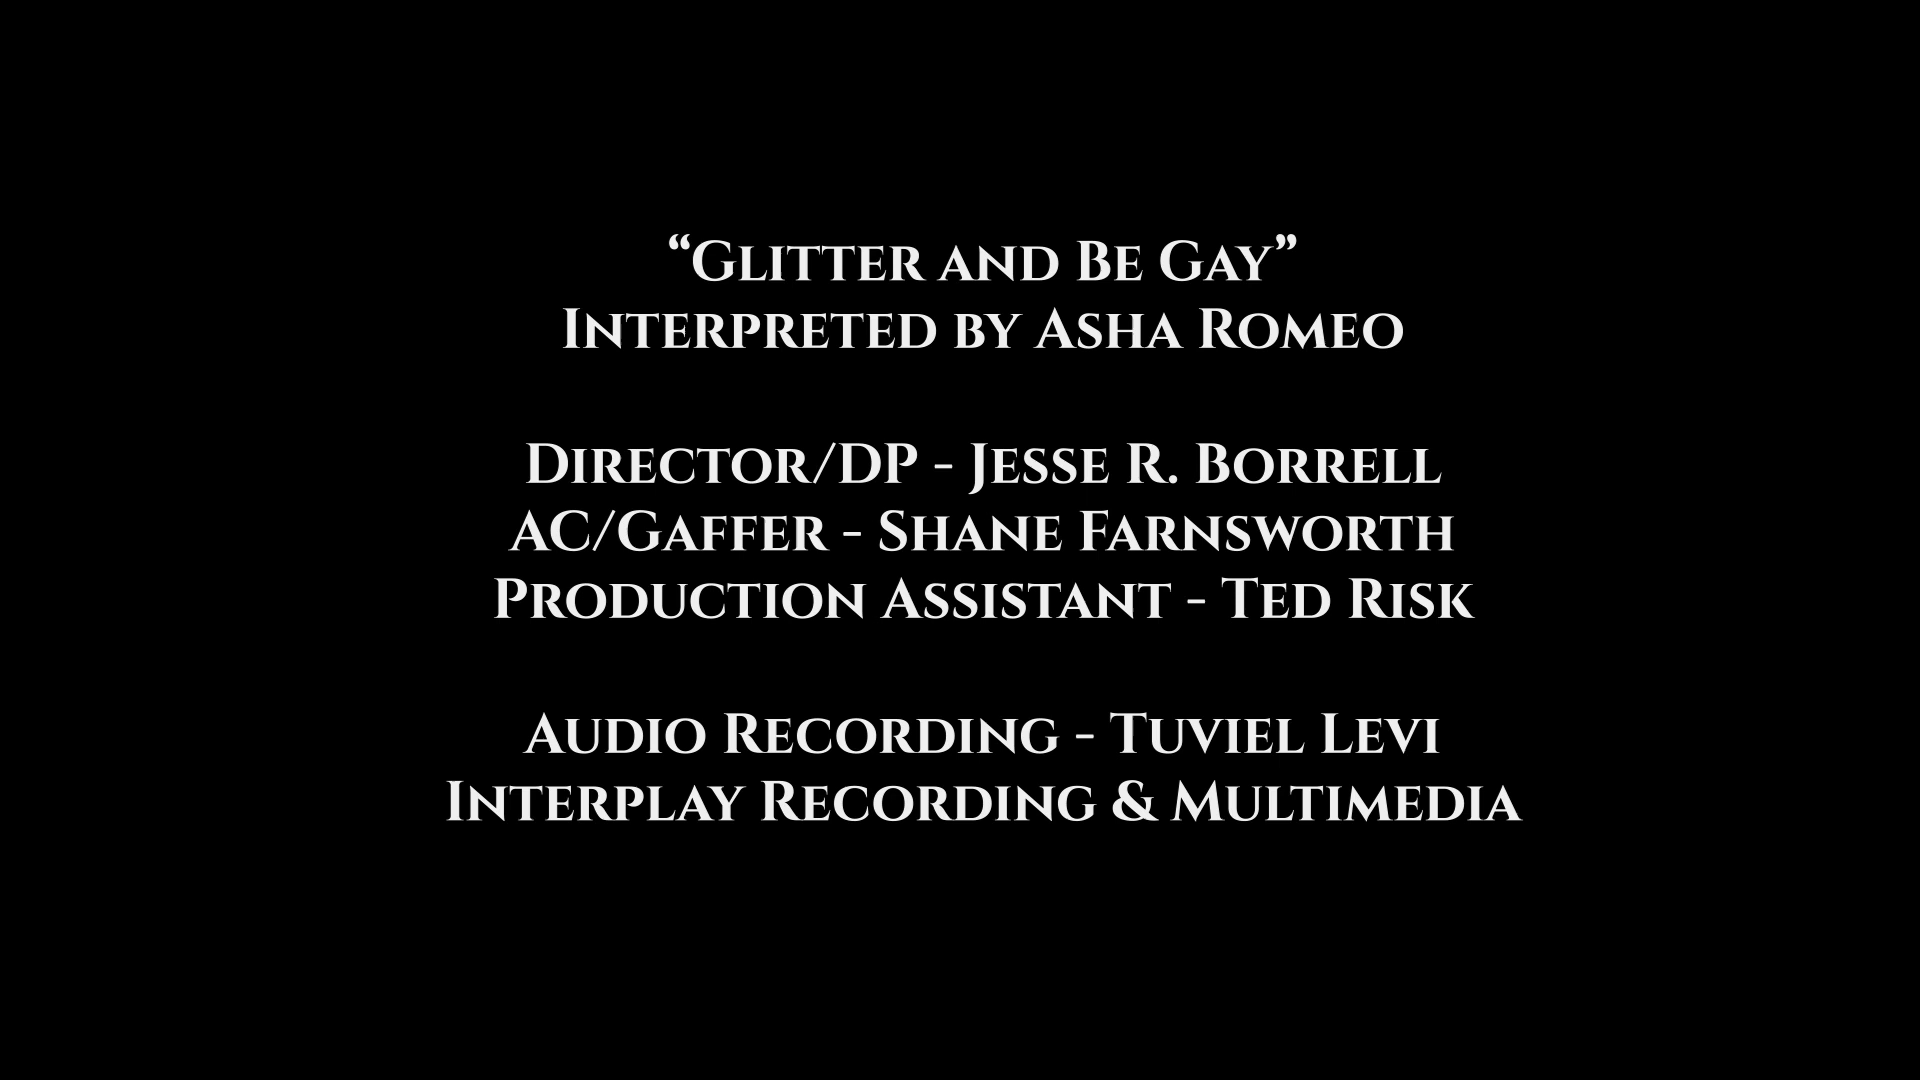 “Glitter and Be Gay”
Interpreted by Asha Romeo
Director/DP - Jesse R. Borrell
AC/Gaffer - Shane Farnsworth
Production Assistant - Ted Risk
Audio Recording - Tuviel Levi
Interplay Recording & Multimedia